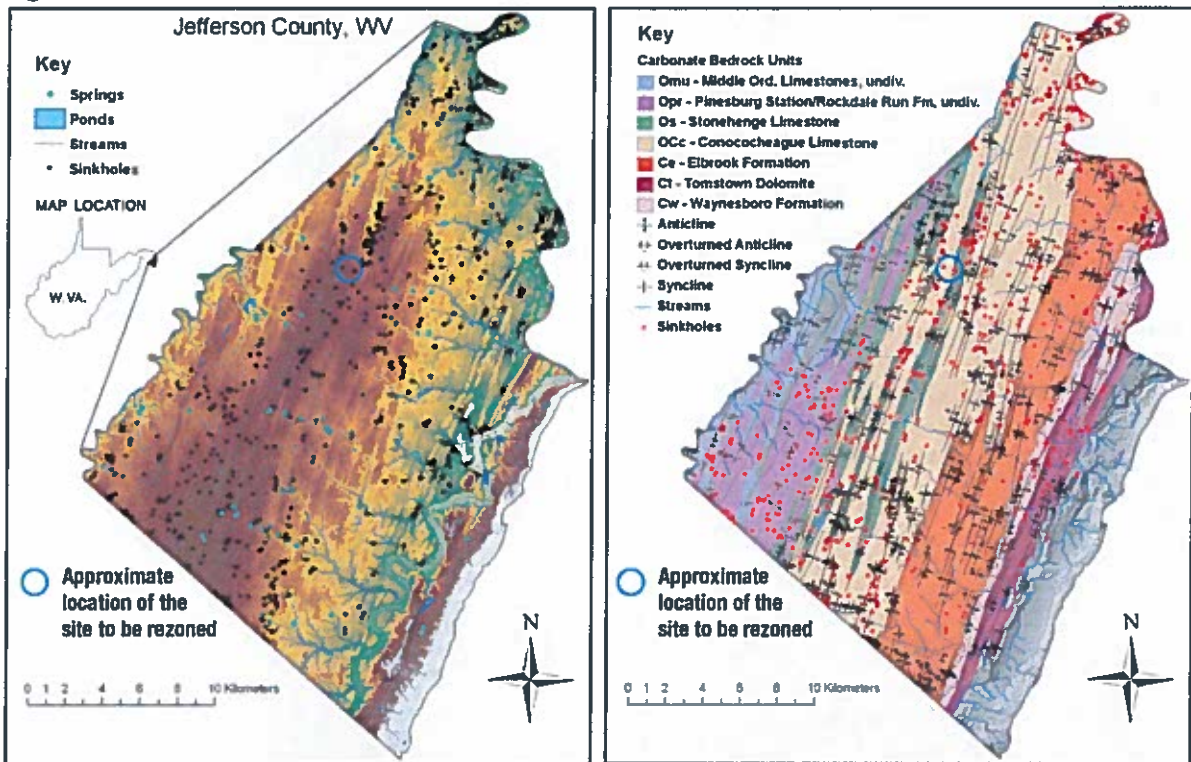 Jefferson County, WV
Key
Springs
Ponds
Streams
Sinkholes
MAP LOCATION
W. VA.
Approximate
location of the
site to be rezoned
N
0 1 2 4 6 8 10 Kilometers
Key
Carbonate Bedrock Units
Omu - Middle Ord. Limestones, undiv.
Opr - Pinesburg Station/Rockdale Run Fm, undiv.
Os - Stonehenge Limestone
OCc - Conococheague Limestone
Ce - Elbrook Formation
Ct - Tomstown Dolomite
Cw - Waynesboro Formation
Anticline
Overturned Anticline
Overturned Syncline
Syncline
Streams
Sinkholes
Approximate
location of the
site to be rezoned
N
0 1 2 4 6 8 10 Kilometers